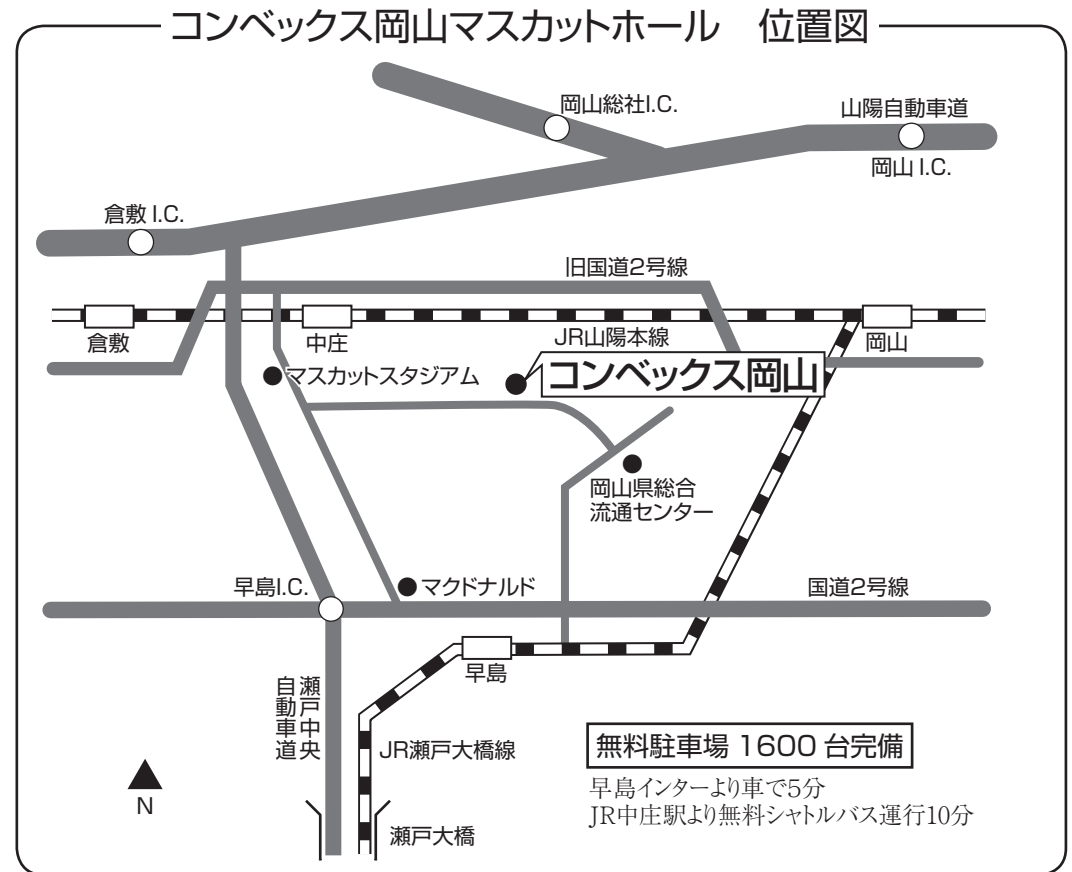 コンベックス岡山マスカットホール　位置図
岡山総社I.C.
山陽自動車道
岡山 I.C.
倉敷 I.C.
旧国道2号線
倉敷
中庄
JR山陽本線
岡山
マスカットスタジアム
コンベックス岡山
岡山県総合
流通センター
早島I.C.
マクドナルド
国道2号線
早島
瀬戸中央
自動車道
JR瀬戸大橋線
無料駐車場 1600 台完備
早島インターより車で5分
JR中庄駅より無料シャトルバス運行10分
N
瀬戸大橋